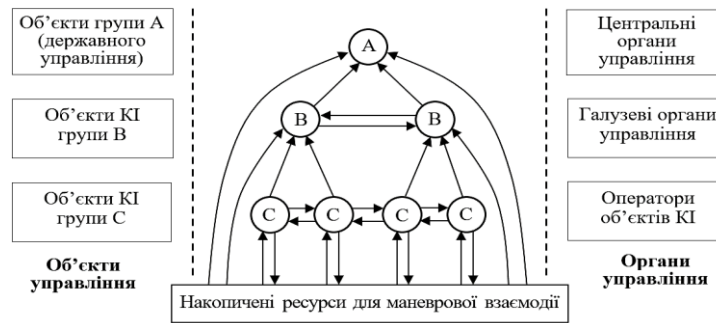 Об’єкти групи А
(державного
управління)
Об’єкти КІ
групи В
Об’єкти КІ
групи С
Об’єкти
управління
A
B
B
C
C
C
C
Накопичені ресурси для маневрової взаємодії
Центральні
органи
управління
Галузеві органи
управління
Оператори
об’єктів КІ
Органи
управління